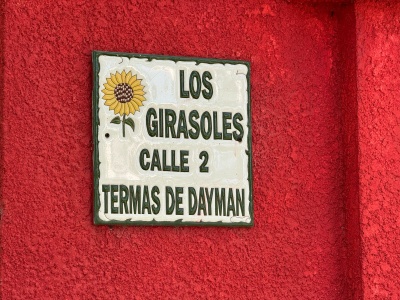 LOS
GIRASOLES
CALLE 2
TERMAS DE DAYMAN